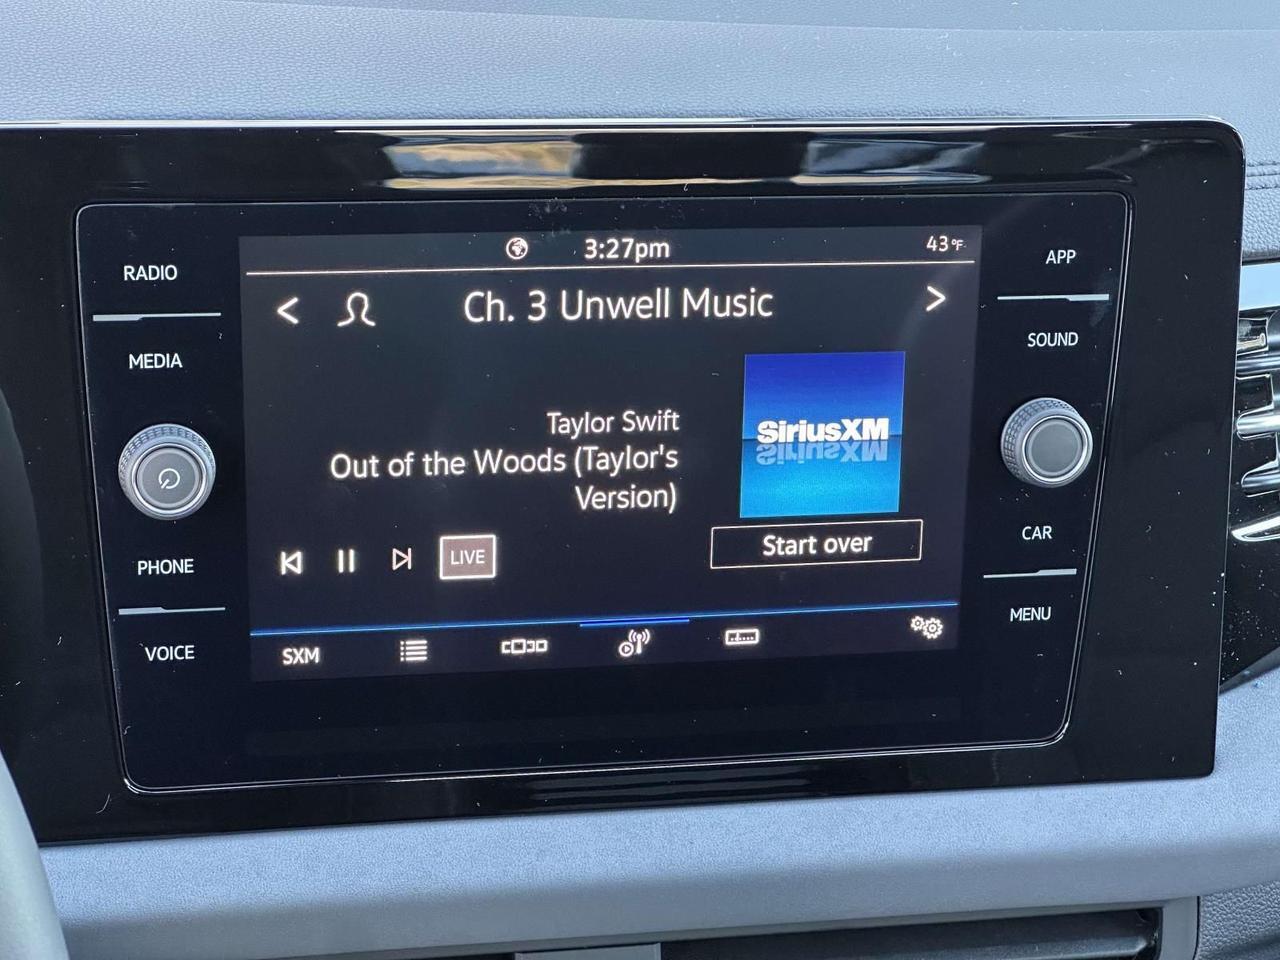 3:27pm
43°F
Ch. 3 Unwell Music
Taylor Swift
Out of the Woods (Taylor's
Version)
SiriusXM
Start over
LIVE
SXM
RADIO
MEDIA
PHONE
VOICE
APP
SOUND
CAR
MENU